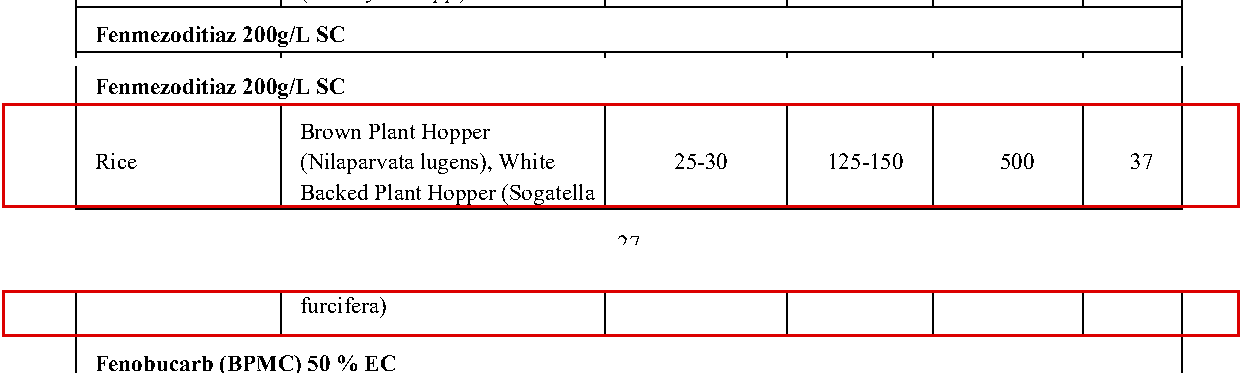 Fenmezoditiaz 200g/L SC
Fenmezoditiaz 200g/L SC
Brown Plant Hopper
Rice (Nilaparvata lugens), White 25-30 125-150 500 37
Backed Plant Hopper (Sogatella
27
furcifera)
Fenobucarb (BPMC) 50 % EC